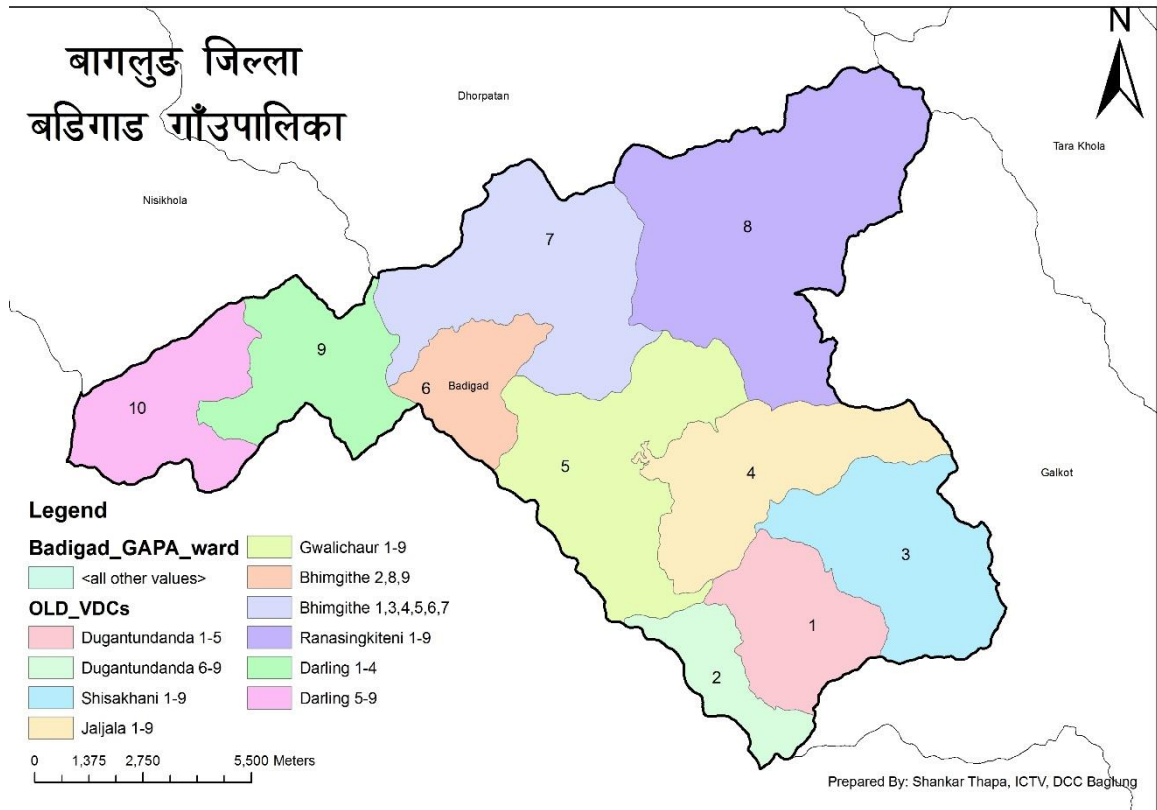 बागलुङ जिल्ला
बडिगाड गाँउपालिका
N
Dhorpatan
Tara Khola
Nisikhola
8
7
9
6
Badigad
10
5
4
Galkot
3
1
2
Legend
Badigad_GAPA_ward
<all other values>
OLD_VDCs
Dugantundanda 1-5
Dugantundanda 6-9
Shisakhani 1-9
Jaljala 1-9
Gwalichaur 1-9
Bhimgithe 2,8,9
Bhimgithe 1,3,4,5,6,7
Ranasingkiteni 1-9
Darling 1-4
Darling 5-9
0 1,375 2,750 5,500 Meters
Prepared By: Shankar Thapa, ICTV, DCC Baglung